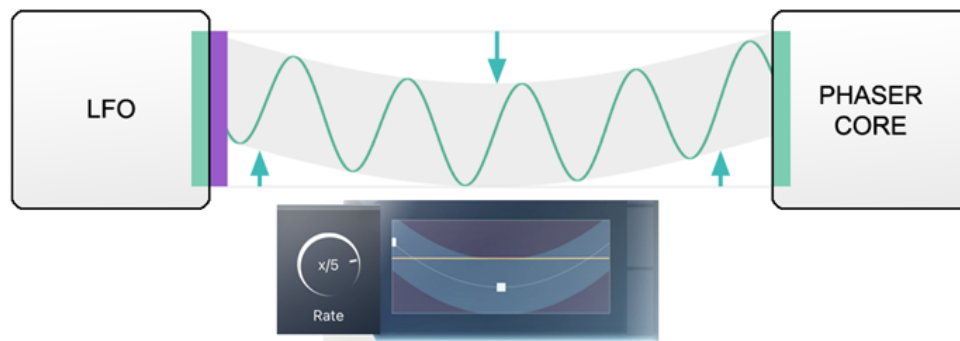 LFO
PHASER
CORE
x/5
Rate